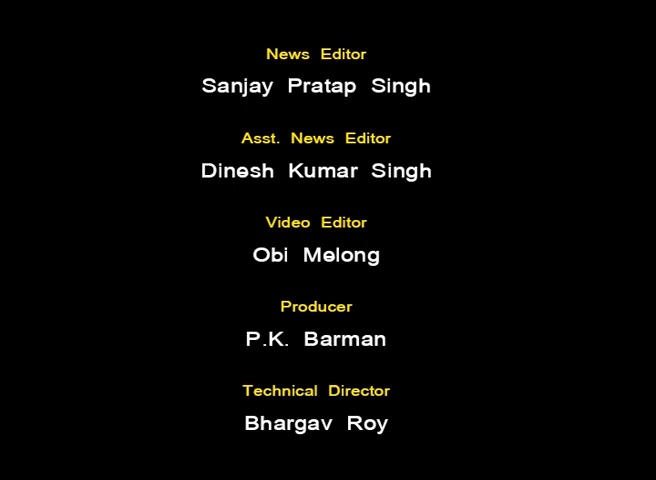 News Editor
Sanjay Pratap Singh
Asst. News Editor
Dinesh Kumar Singh
Video Editor
Obi Melong
Producer
P.K. Barman
Technical Director
Bhargav Roy